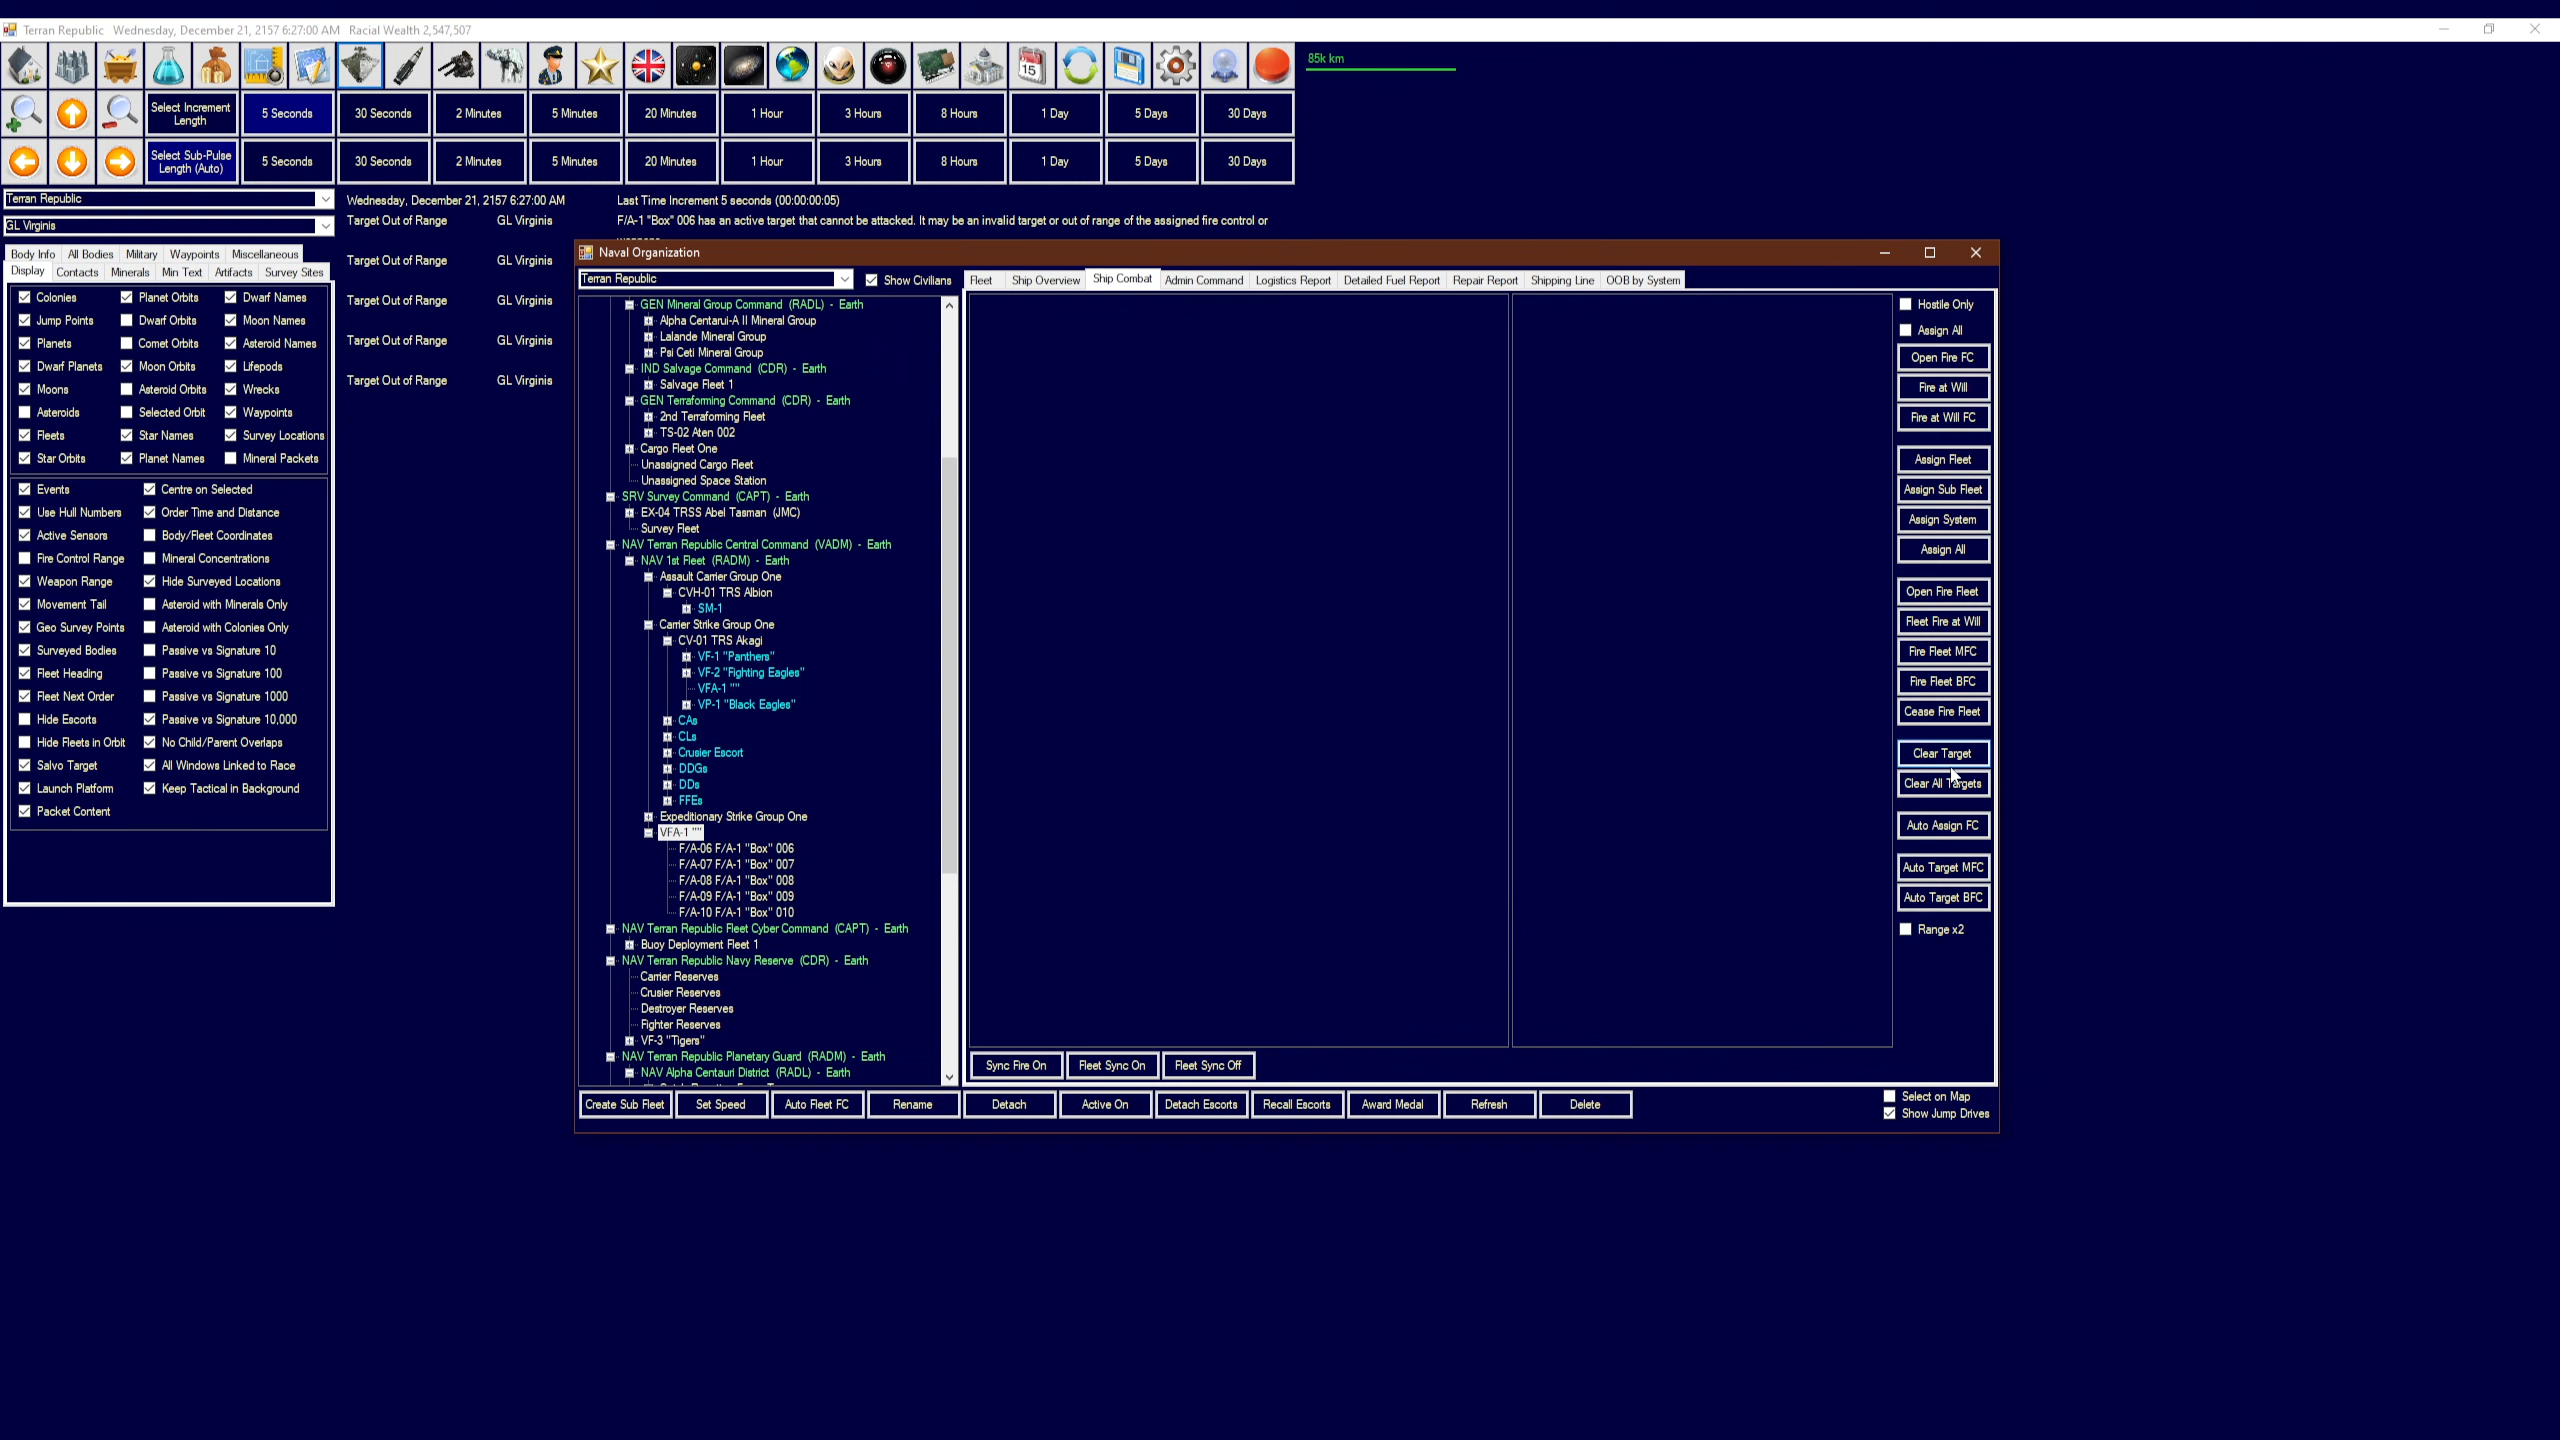 Terran Republic Wednesday, December 21, 2157 6:27:00 AM Racial Wealth 2,547,507
15
85k km
Select Increment Length
5 Seconds
30 Seconds
2 Minutes
5 Minutes
20 Minutes
1 Hour
3 Hours
8 Hours
1 Day
5 Days
30 Days
Select Sub-Pulse Length (Auto)
5 Seconds
30 Seconds
2 Minutes
5 Minutes
20 Minutes
1 Hour
3 Hours
8 Hours
1 Day
5 Days
30 Days
Terran Republic
GL Virginis
Body Info All Bodies Military Waypoints Miscellaneous
Display Contacts Minerals Min Text Artifacts Survey Sites
Colonies Planet Orbits Dwarf Names
Jump Points Dwarf Orbits Moon Names
Planets Comet Orbits Asteroid Names
Dwarf Planets Moon Orbits Lifepods
Moons Asteroid Orbits Wrecks
Asteroids Selected Orbit Waypoints
Fleets Star Names Survey Locations
Star Orbits Planet Names Mineral Packets
Events Centre on Selected
Use Hull Numbers Order Time and Distance
Active Sensors Body/Fleet Coordinates
Fire Control Range Mineral Concentrations
Weapon Range Hide Surveyed Locations
Movement Tail Asteroid with Minerals Only
Geo Survey Points Asteroid with Colonies Only
Surveyed Bodies Passive vs Signature 10
Fleet Heading Passive vs Signature 100
Fleet Next Order Passive vs Signature 1000
Hide Escorts Passive vs Signature 10,000
Hide Fleets in Orbit No Child/Parent Overlaps
Salvo Target All Windows Linked to Race
Launch Platform Keep Tactical in Background
Packet Content
Wednesday, December 21, 2157 6:27:00 AM Last Time Increment 5 seconds (00:00:00:05)
Target Out of Range GL Virginis F/A-1 "Box" 006 has an active target that cannot be attacked. It may be an invalid target or out of range of the assigned fire control or
Target Out of Range GL Virginis
Target Out of Range GL Virginis
Target Out of Range GL Virginis
Target Out of Range GL Virginis
Naval Organization
Terran Republic
Show Civilians
Fleet Ship Overview Ship Combat Admin Command Logistics Report Detailed Fuel Report Repair Report Shipping Line OOB by System
GEN Mineral Group Command (RADL) - Earth
Alpha Centarui-A II Mineral Group
Lalande Mineral Group
Psi Ceti Mineral Group
IND Salvage Command (CDR) - Earth
Salvage Fleet 1
GEN Terraforming Command (CDR) - Earth
2nd Terraforming Fleet
TS-02 Aten 002
Cargo Fleet One
Unassigned Cargo Fleet
Unassigned Space Station
SRV Survey Command (CAPT) - Earth
EX-04 TRSS Abel Tasman (JMC)
Survey Fleet
NAV Terran Republic Central Command (VADM) - Earth
NAV 1st Fleet (RADM) - Earth
Assault Carrier Group One
CVH-01 TRS Albion
SM-1
Carrier Strike Group One
CV-01 TRS Akagi
VF-1 "Panthers"
VF-2 "Fighting Eagles"
VFA-1 ""
VP-1 "Black Eagles"
CAs
CLs
Crusier Escort
DDGs
DDs
FFEs
Expeditionary Strike Group One
VFA-1 ""
F/A-06 F/A-1 "Box" 006
F/A-07 F/A-1 "Box" 007
F/A-08 F/A-1 "Box" 008
F/A-09 F/A-1 "Box" 009
F/A-10 F/A-1 "Box" 010
NAV Terran Republic Fleet Cyber Command (CAPT) - Earth
Buoy Deployment Fleet 1
NAV Terran Republic Navy Reserve (CDR) - Earth
Carrier Reserves
Crusier Reserves
Destroyer Reserves
Fighter Reserves
VF-3 "Tigers"
NAV Terran Republic Planetary Guard (RADM) - Earth
NAV Alpha Centauri District (RADL) - Earth
Hostile Only
Assign All
Open Fire FC
Fire at Will
Fire at Will FC
Assign Fleet
Assign Sub Fleet
Assign System
Assign All
Open Fire Fleet
Fleet Fire at Will
Fire Fleet MFC
Fire Fleet BFC
Cease Fire Fleet
Clear Target
Clear All Targets
Auto Assign FC
Auto Target MFC
Auto Target BFC
Range x2
Sync Fire On
Fleet Sync On
Fleet Sync Off
Create Sub Fleet
Set Speed
Auto Fleet FC
Rename
Detach
Active On
Detach Escorts
Recall Escorts
Award Medal
Refresh
Delete
Select on Map
Show Jump Drives